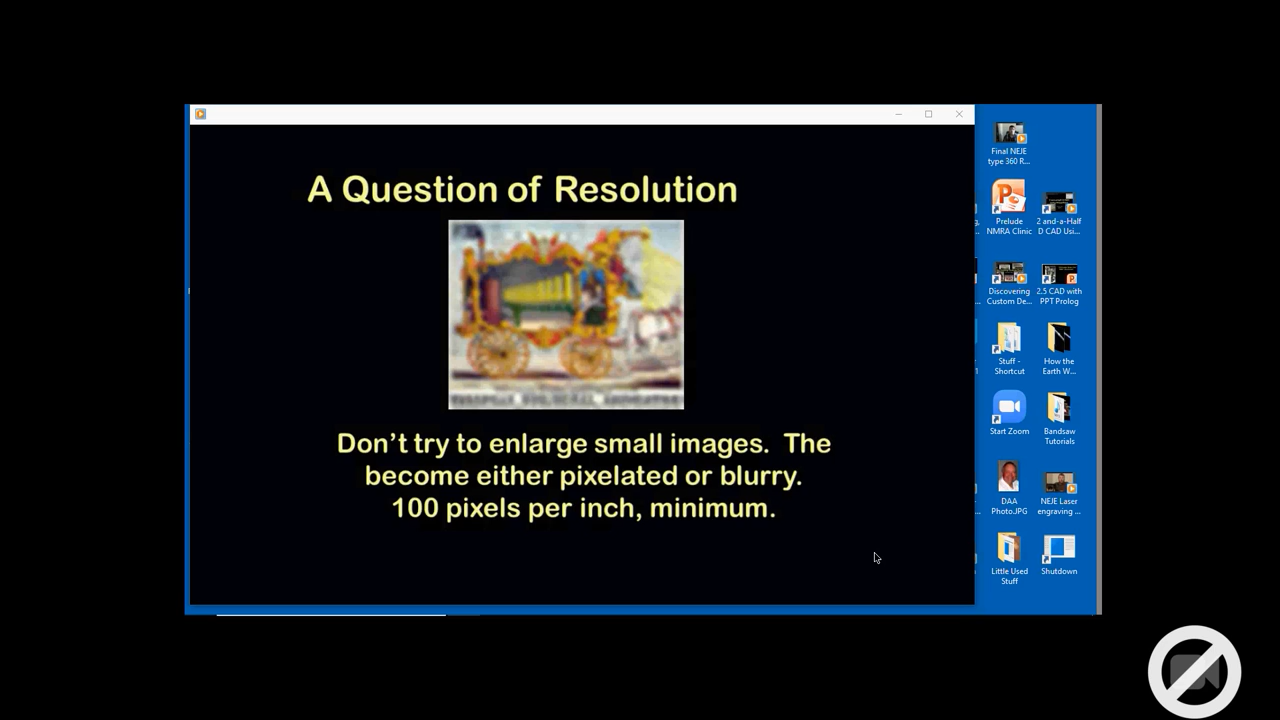 A Question of Resolution
Don't try to enlarge small images.  The
become either pixelated or blurry.
100 pixels per inch, minimum.
Final NEJE
type 360 R...
Prelude
NMRA Clinic
2 and-a-Half
D CAD Usi...
Discovering
Custom De...
2.5 CAD with
PPT Prolog
Stuff -
Shortcut
How the
Earth W...
Start Zoom
Bandsaw
Tutorials
DAA
PhotoJPG
NEJE Laser
engraving ...
Little Used
Stuff
Shutdown